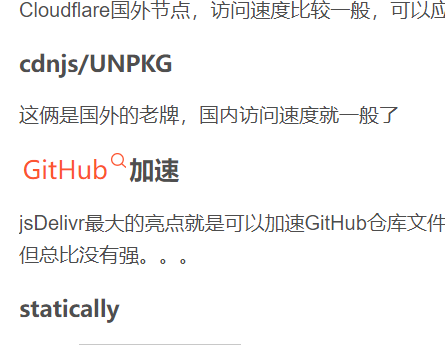 Cloudflare国外节点，访问速度比较一般，可以应
cdnjs/UNPKG
这俩是国外的老牌，国内访问速度就一般了
GitHub加速
jsDelivr最大的亮点就是可以加速GitHub仓库文件
但总比没有强。。。
statically